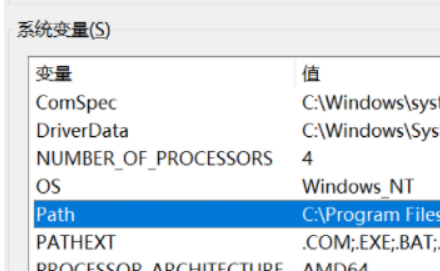 系统变量(S)
变量 值
ComSpec C:\Windows\syst
DriverData C:\Windows\Sys
NUMBER_OF_PROCESSORS 4
OS Windows_NT
Path C:\Program Files
PATHEXT .COM;.EXE;.BAT;.
PROCESSOR_ARCHITECTURE AMD64